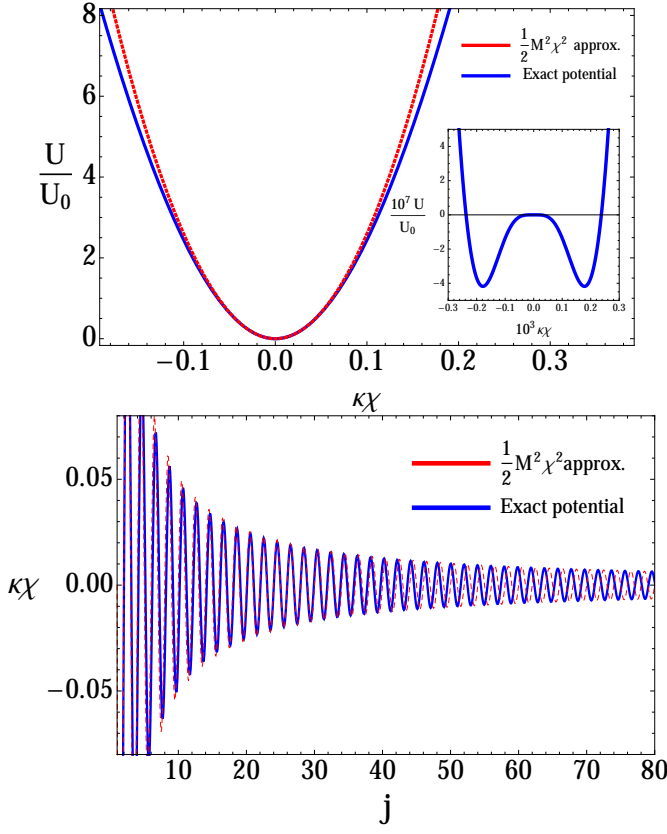 8
6
4
2
0
U
U₀
1/2 M²χ² approx.
Exact potential
4
2
0
-2
-4
10⁷ U
U₀
-0.3 -0.2 -0.1 0.0 0.1 0.2 0.3
10³ κχ
-0.1 0.0 0.1 0.2 0.3
κχ
0.05
0.00
-0.05
κχ
1/2 M²χ² approx.
Exact potential
10 20 30 40 50 60 70 80
j